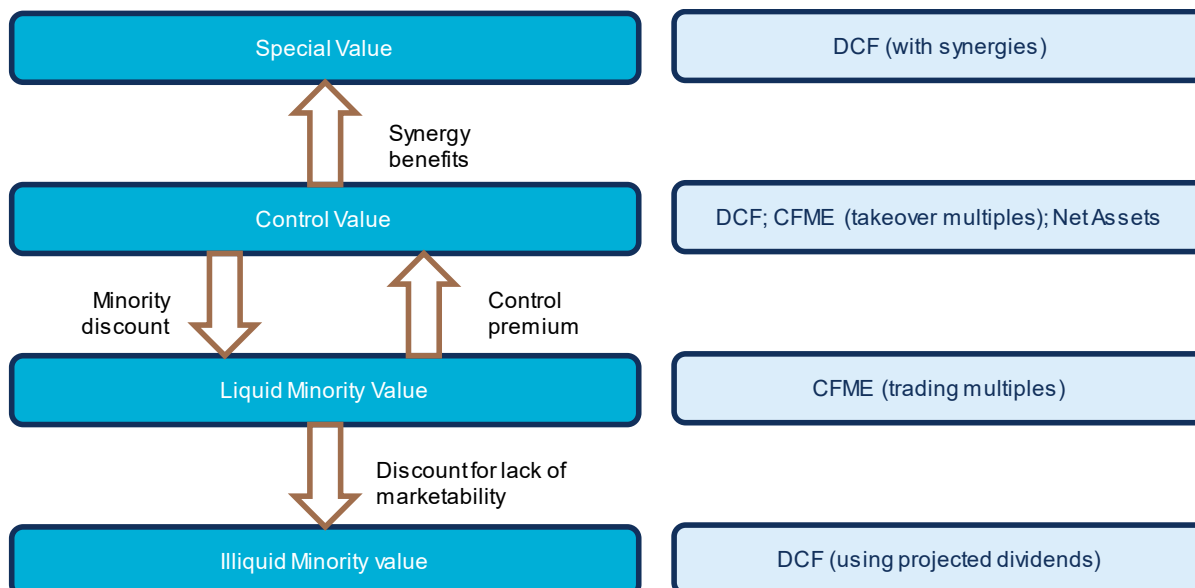 Special Value
DCF (with synergies)
Synergy
benefits
Control Value
DCF; CFME (takeover multiples); Net Assets
Minority
discount
Control
premium
Liquid Minority Value
CFME (trading multiples)
Discount for lack of
marketability
Illiquid Minority value
DCF (using projected dividends)